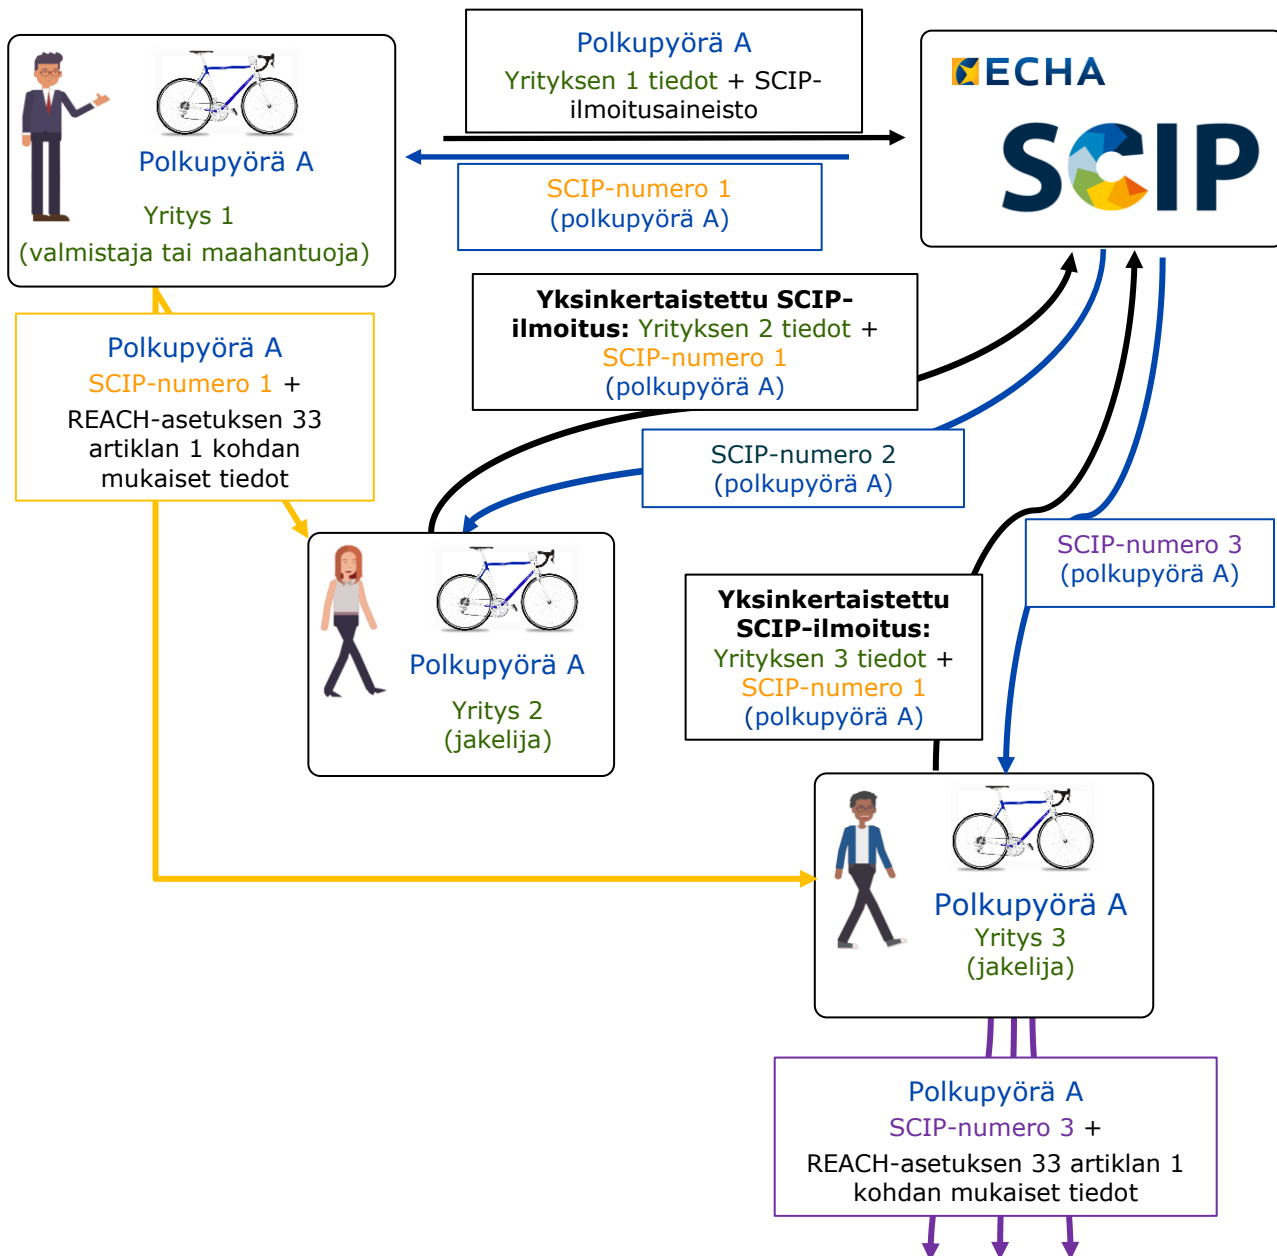 Polkupyörä A
Yritys 1
(valmistaja tai maahantuoja)
Polkupyörä A
Yrityksen 1 tiedot + SCIP-
ilmoitusaineisto
SCIP-numero 1
(polkupyörä A)
ECHA
SCIP
Polkupyörä A
SCIP-numero 1 +
REACH-asetuksen 33
artiklan 1 kohdan
mukaiset tiedot
Yksinkertaistettu SCIP-
ilmoitus: Yrityksen 2 tiedot +
SCIP-numero 1
(polkupyörä A)
SCIP-numero 2
(polkupyörä A)
Polkupyörä A
Yritys 2
(jakelija)
SCIP-numero 3
(polkupyörä A)
Yksinkertaistettu
SCIP-ilmoitus:
Yrityksen 3 tiedot +
SCIP-numero 1
(polkupyörä A)
Polkupyörä A
Yritys 3
(jakelija)
Polkupyörä A
SCIP-numero 3 +
REACH-asetuksen 33 artiklan 1
kohdan mukaiset tiedot